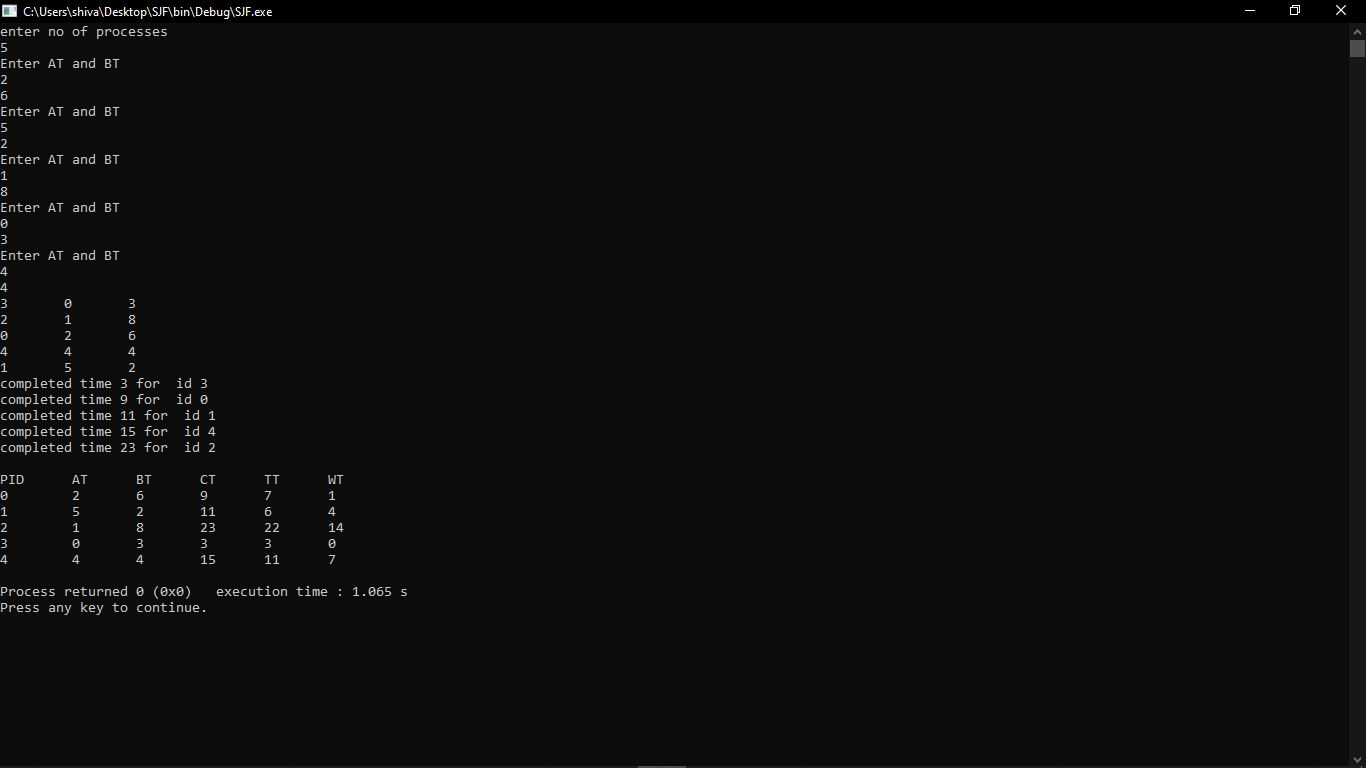 C:\Users\shiva\Desktop\SJF\bin\Debug\SJF.exe
enter no of processes
5
Enter AT and BT
2
6
Enter AT and BT
5
2
Enter AT and BT
1
8
Enter AT and BT
0
3
Enter AT and BT
4
4
3 0 3
2 1 8
0 2 6
4 4 4
1 5 2
completed time 3 for  id 3
completed time 9 for  id 0
completed time 11 for  id 1
completed time 15 for  id 4
completed time 23 for  id 2
PID AT BT CT TT WT
0 2 6 9 7 1
1 5 2 11 6 4
2 1 8 23 22 14
3 0 3 3 3 0
4 4 4 15 11 7
Process returned 0 (0x0)   execution time : 1.065 s
Press any key to continue.